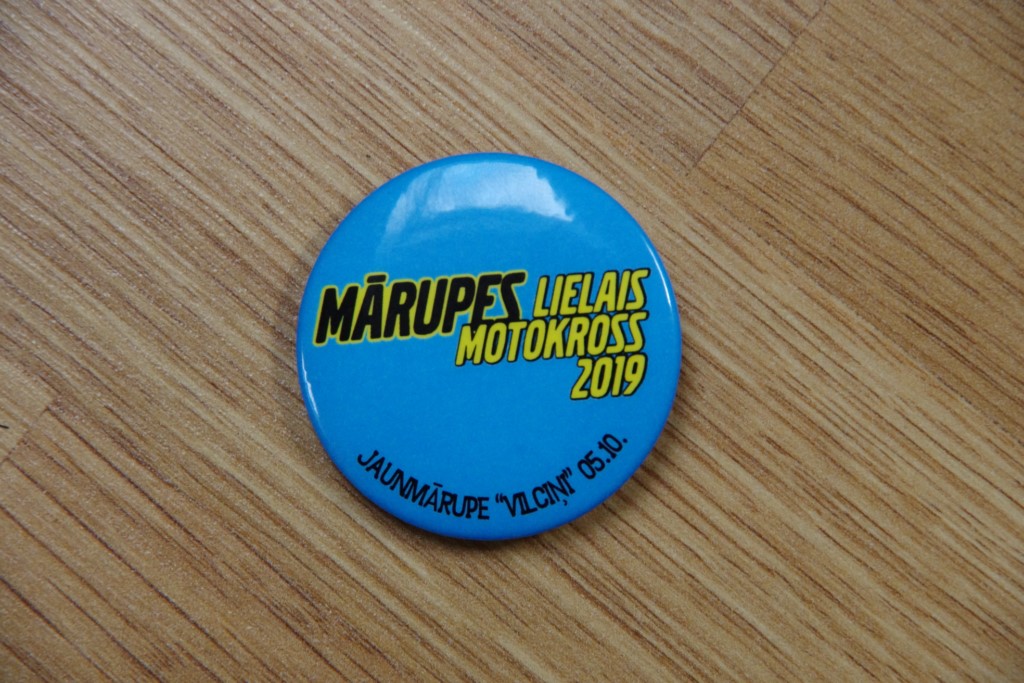 MĀRUPES LIELAIS
MOTOKROSS
2019
JAUNMĀRUPE “VILCIŅI” 05.10.